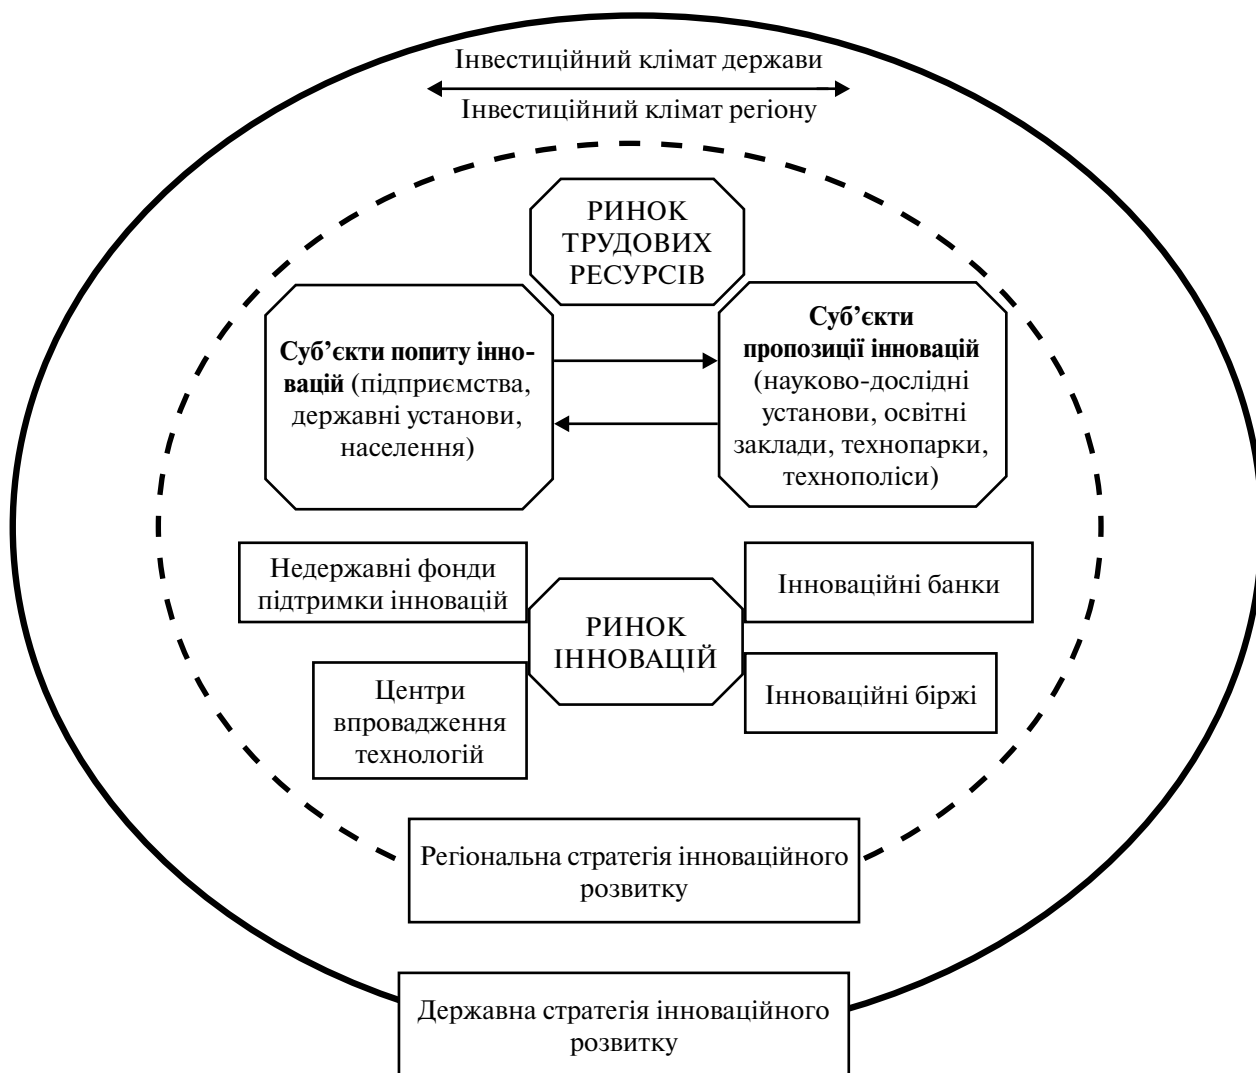 Інвестиційний клімат держави
Інвестиційний клімат регіону
РИНОК
ТРУДОВИХ
РЕСУРСІВ
Суб’єкти попиту інно-
вацій (підприємства,
державні установи,
населення)
Суб’єкти
пропозиції інновацій
(науково-дослідні
установи, освітні
заклади, технопарки,
технополіси)
Недержавні фонди
підтримки інновацій
Інноваційні банки
РИНОК
ІННОВАЦІЙ
Центри
впровадження
технологій
Інноваційні біржі
Регіональна стратегія інноваційного
розвитку
Державна стратегія інноваційного
розвитку